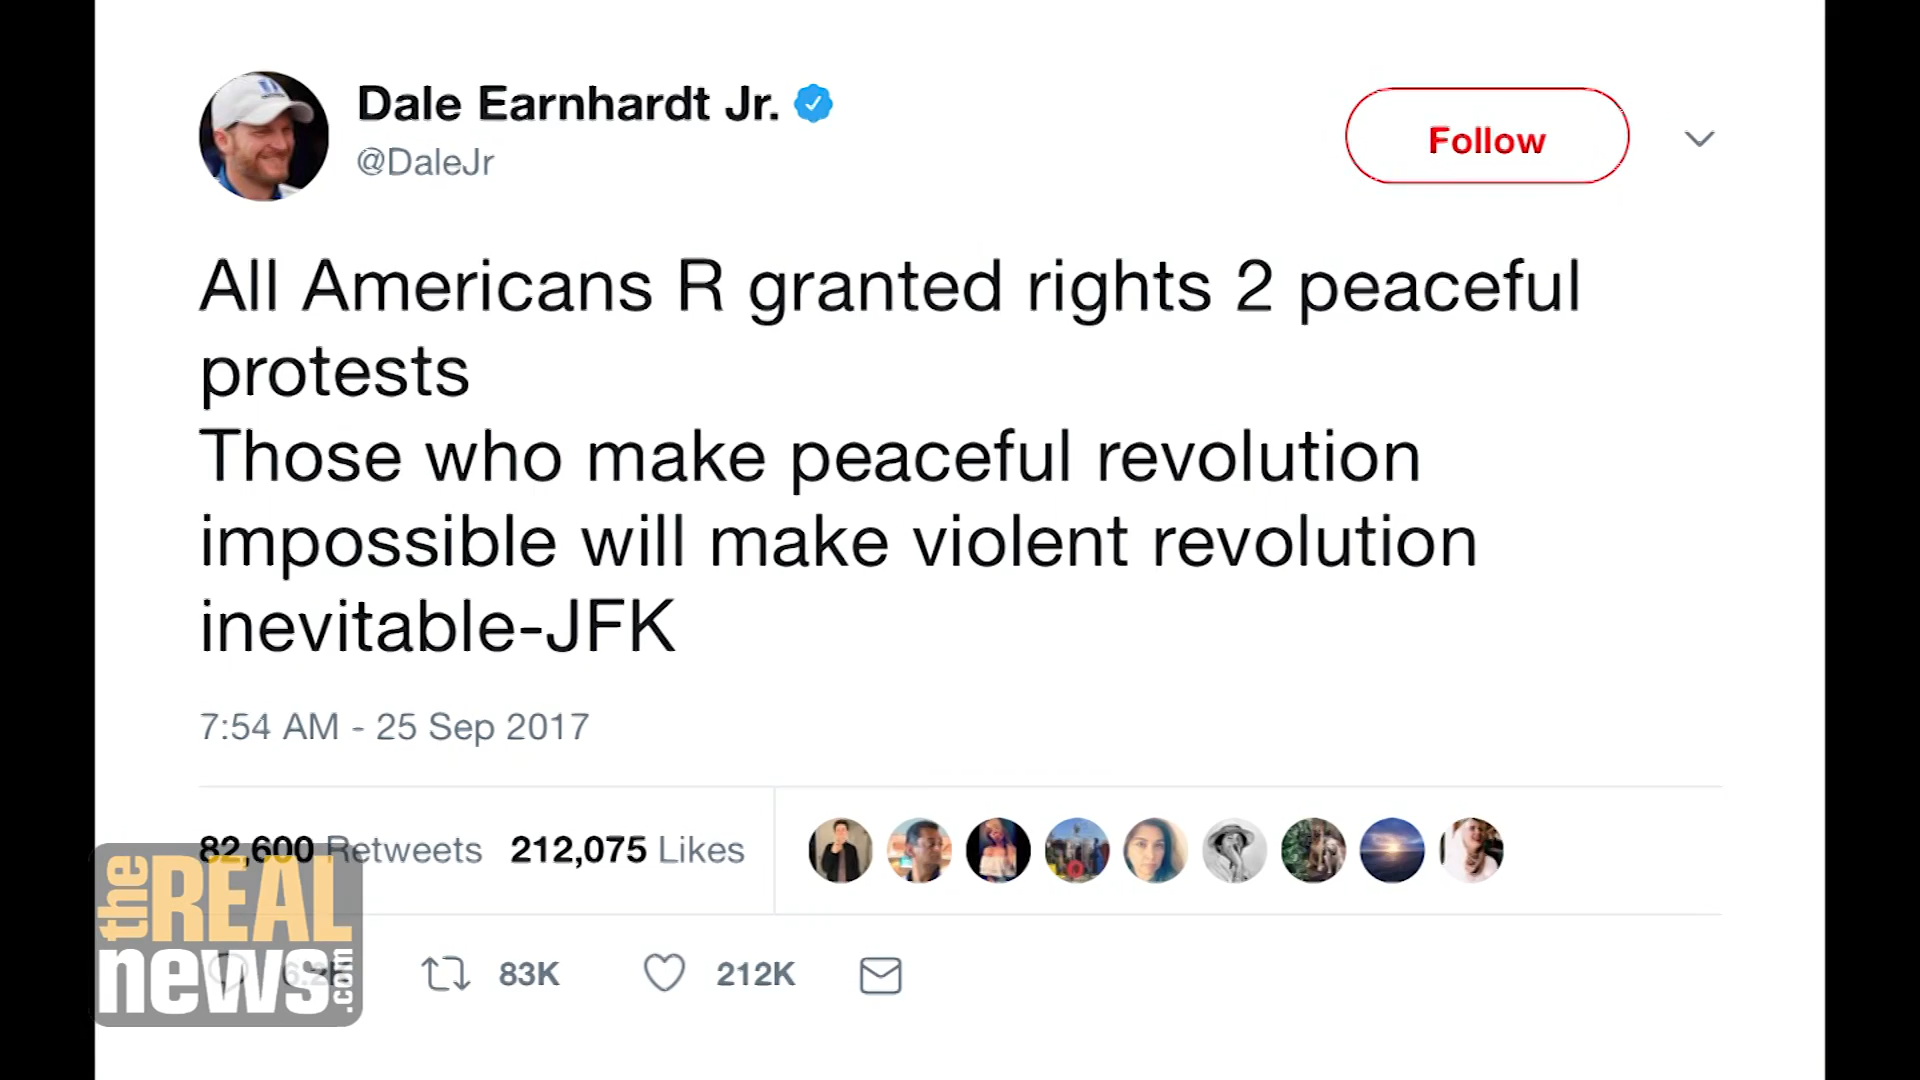 Dale Earnhardt Jr.
@DaleJr
Follow
All Americans R granted rights 2 peaceful
protests
Those who make peaceful revolution
impossible will make violent revolution
inevitable-JFK
7:54 AM - 25 Sep 2017
82,600 Retweets 212,075 Likes
83K 212K
the REAL
news.com